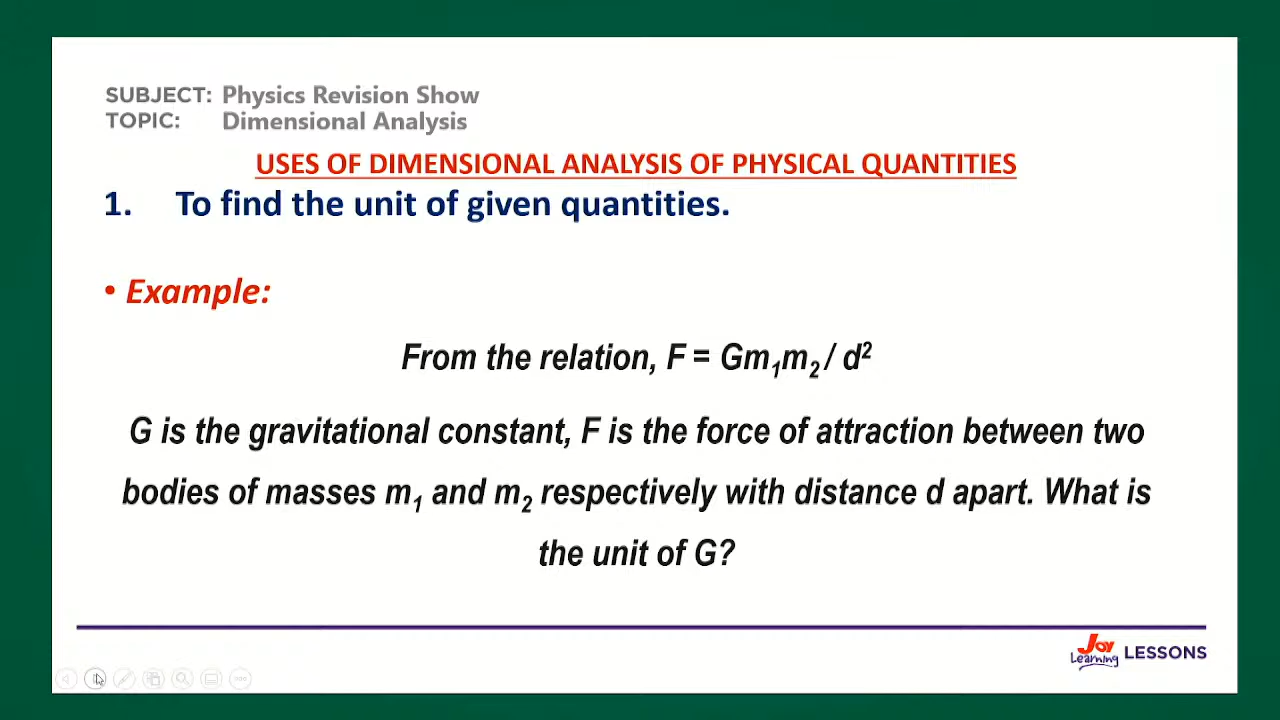 SUBJECT: Physics Revision Show
TOPIC: Dimensional Analysis
USES OF DIMENSIONAL ANALYSIS OF PHYSICAL QUANTITIES
1. To find the unit of given quantities.
• Example:
From the relation, F = Gm₁m₂ / d²
G is the gravitational constant, F is the force of attraction between two
bodies of masses m₁ and m₂ respectively with distance d apart. What is
the unit of G?
Joy Learning LESSONS